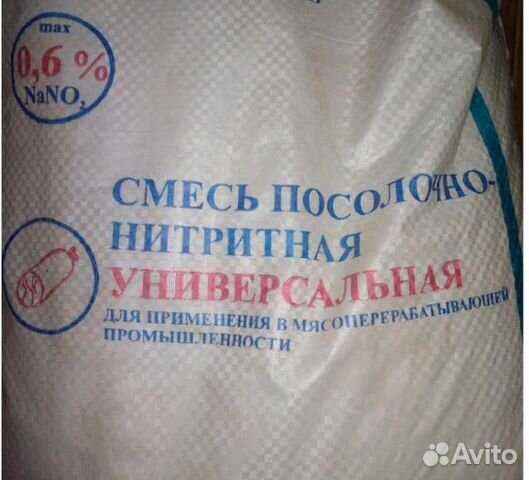 max
0,6 %
NaNO₂
СМЕСЬ ПОСОЛОЧНО-
НИТРИТНАЯ
УНИВЕРСАЛЬНАЯ
ДЛЯ ПРИМЕНЕНИЯ В МЯСОПЕРЕРАБАТЫВАЮЩЕЙ
ПРОМЫШЛЕННОСТИ
Avito